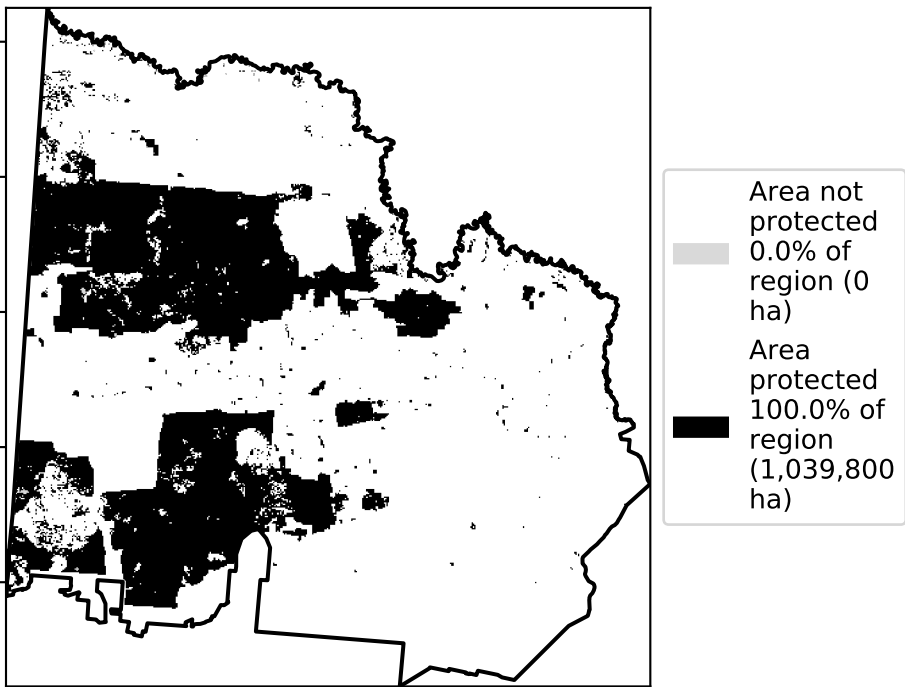 Area not
protected
0.0% of
region (0
ha)
Area
protected
100.0% of
region
(1,039,800
ha)